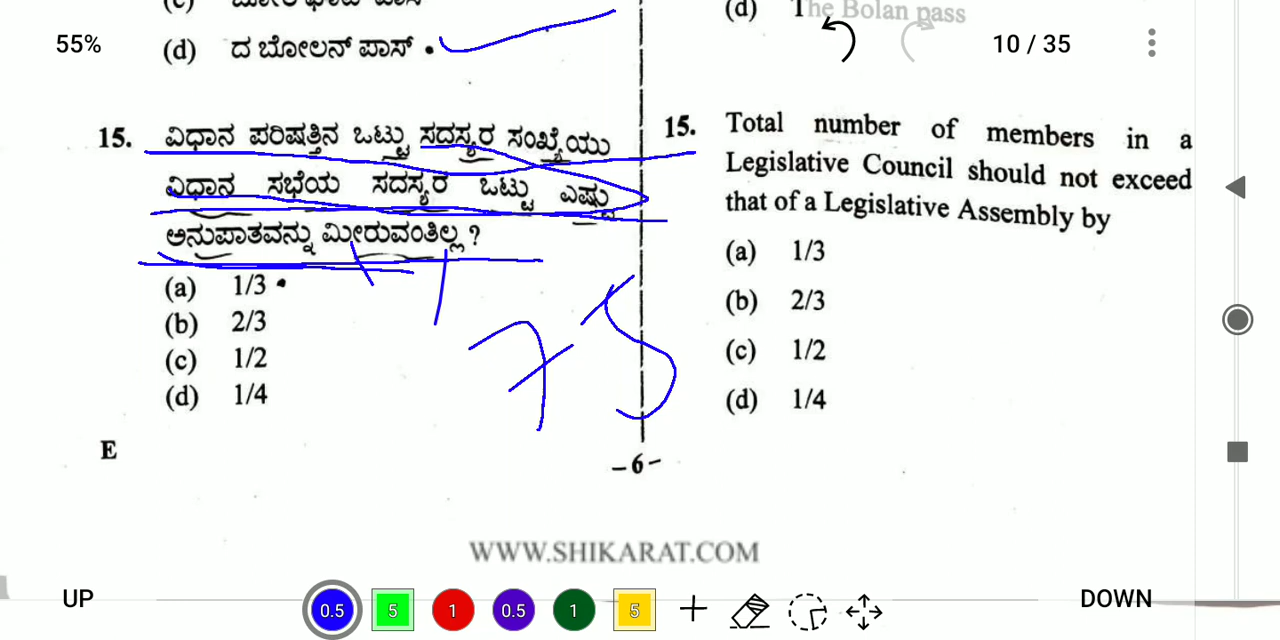 55%
(d) ದ ಬೋಲನ್ ಪಾಸ್
15. ವಿಧಾನ ಪರಿಷತ್ತಿನ ಒಟ್ಟು ಸದಸ್ಯರ ಸಂಖ್ಯೆಯು
ವಿಧಾನ ಸಭೆಯ ಸದಸ್ಯರ ಒಟ್ಟು ಎಷ್ಟು
ಅನುಪಾತವನ್ನು ಮೀರುವಂತಿಲ್ಲ ?
(a) 1/3
(b) 2/3
(c) 1/2
(d) 1/4
E
75
(d) The Bolan pass
10 / 35
15. Total number of members in a
Legislative Council should not exceed
that of a Legislative Assembly by
(a) 1/3
(b) 2/3
(c) 1/2
(d) 1/4
–6–
WWW.SHIKARAT.COM
UP
0.5 5 1 0.5 1 5
DOWN